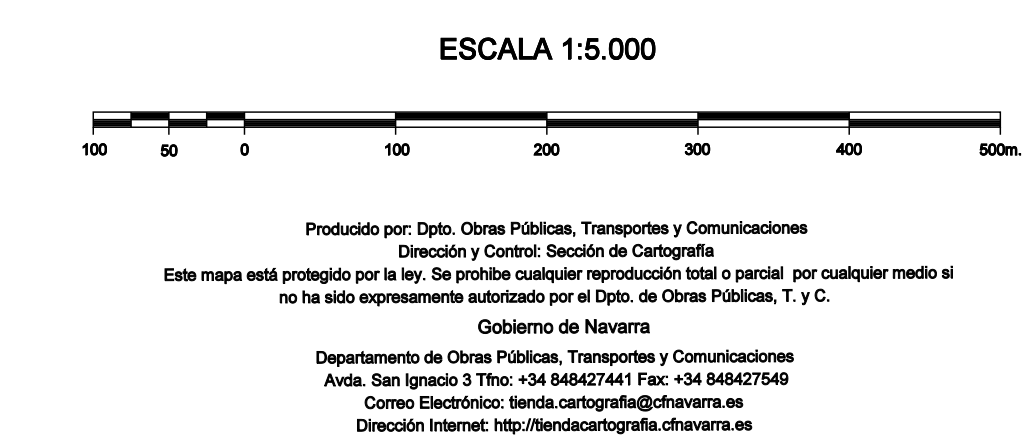 ESCALA 1:5.000
100 50 0 100 200 300 400 500m.
Producido por: Dpto. Obras Públicas, Transportes y Comunicaciones
Dirección y Control: Sección de Cartografía
Este mapa está protegido por la ley. Se prohibe cualquier reproducción total o parcial por cualquier medio si
no ha sido expresamente autorizado por el Dpto. de Obras Públicas, T. y C.
Gobierno de Navarra
Departamento de Obras Públicas, Transportes y Comunicaciones
Avda. San Ignacio 3 Tfno: +34 848427441 Fax: +34 848427549
Correo Electrónico: tienda.cartografia@cfnavarra.es
Dirección Internet: http://tiendacartografia.cfnavarra.es